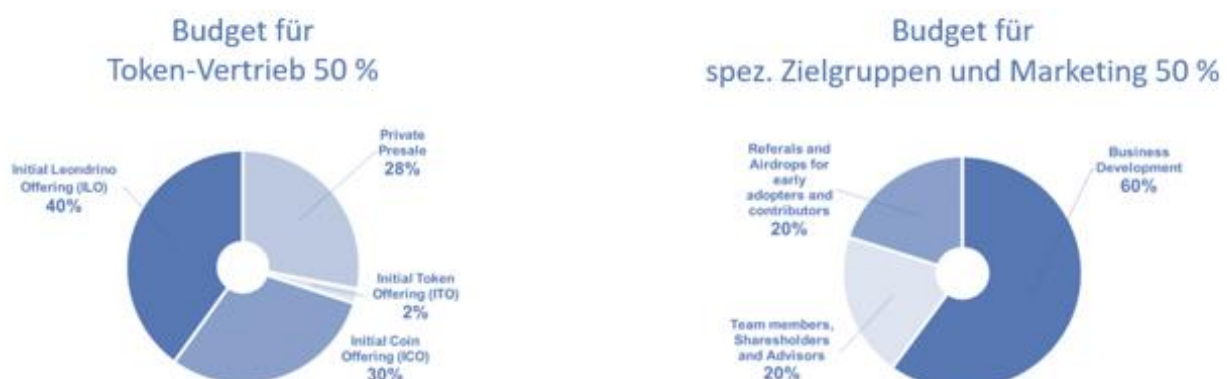 Budget für
Token-Vertrieb 50 %
Private
Presale
28%
Initial Leondrino
Offering (ILO)
40%
Initial Token
Offering (ITO)
2%
Initial Coin
Offering (ICO)
30%
Budget für
spez. Zielgruppen und Marketing 50 %
Referals and
Airdrops for
early
adopters and
contributors
20%
Business
Development
60%
Team members,
Sharesholders
and Advisors
20%